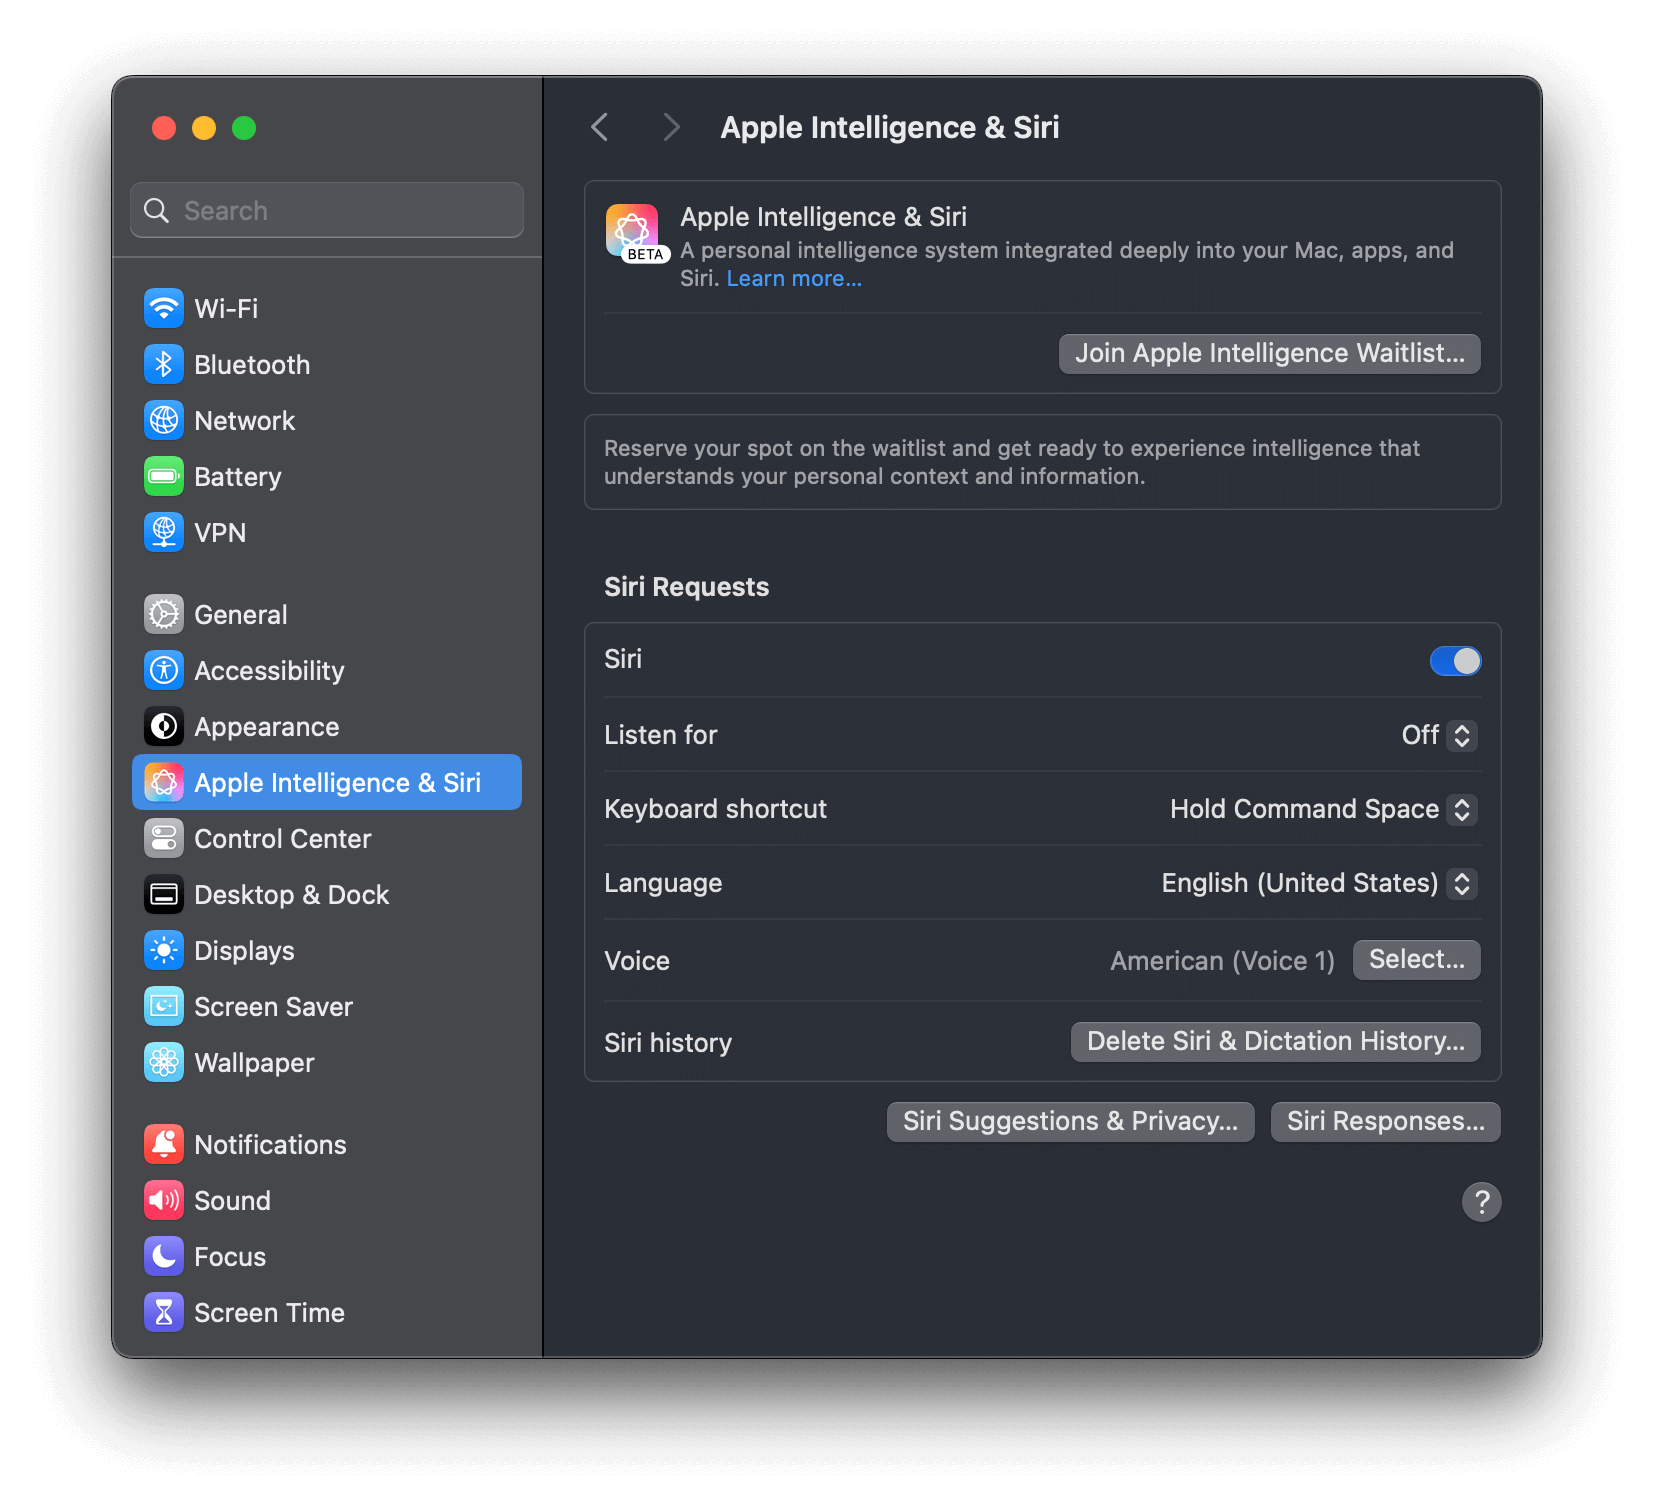 Search
Wi-Fi
Bluetooth
Network
Battery
VPN
General
Accessibility
Appearance
Apple Intelligence & Siri
Control Center
Desktop & Dock
Displays
Screen Saver
Wallpaper
Notifications
Sound
Focus
Screen Time
Apple Intelligence & Siri
BETA
Apple Intelligence & Siri
A personal intelligence system integrated deeply into your Mac, apps, and
Siri. Learn more...
Join Apple Intelligence Waitlist...
Reserve your spot on the waitlist and get ready to experience intelligence that
understands your personal context and information.
Siri Requests
Siri
Listen for Off
Keyboard shortcut Hold Command Space
Language English (United States)
Voice American (Voice 1) Select...
Siri history Delete Siri & Dictation History...
Siri Suggestions & Privacy... Siri Responses...
?